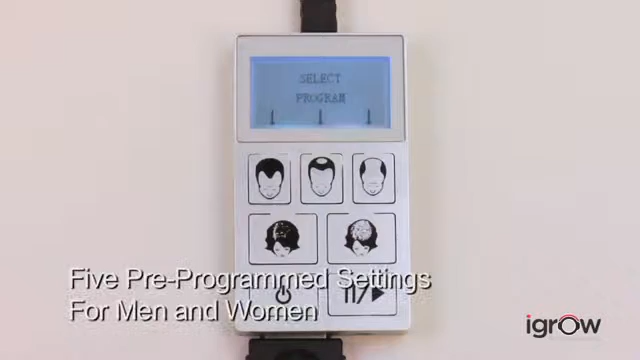 SELECT
PROGRAM
Five Pre-Programmed Settings
For Men and Women
igrow